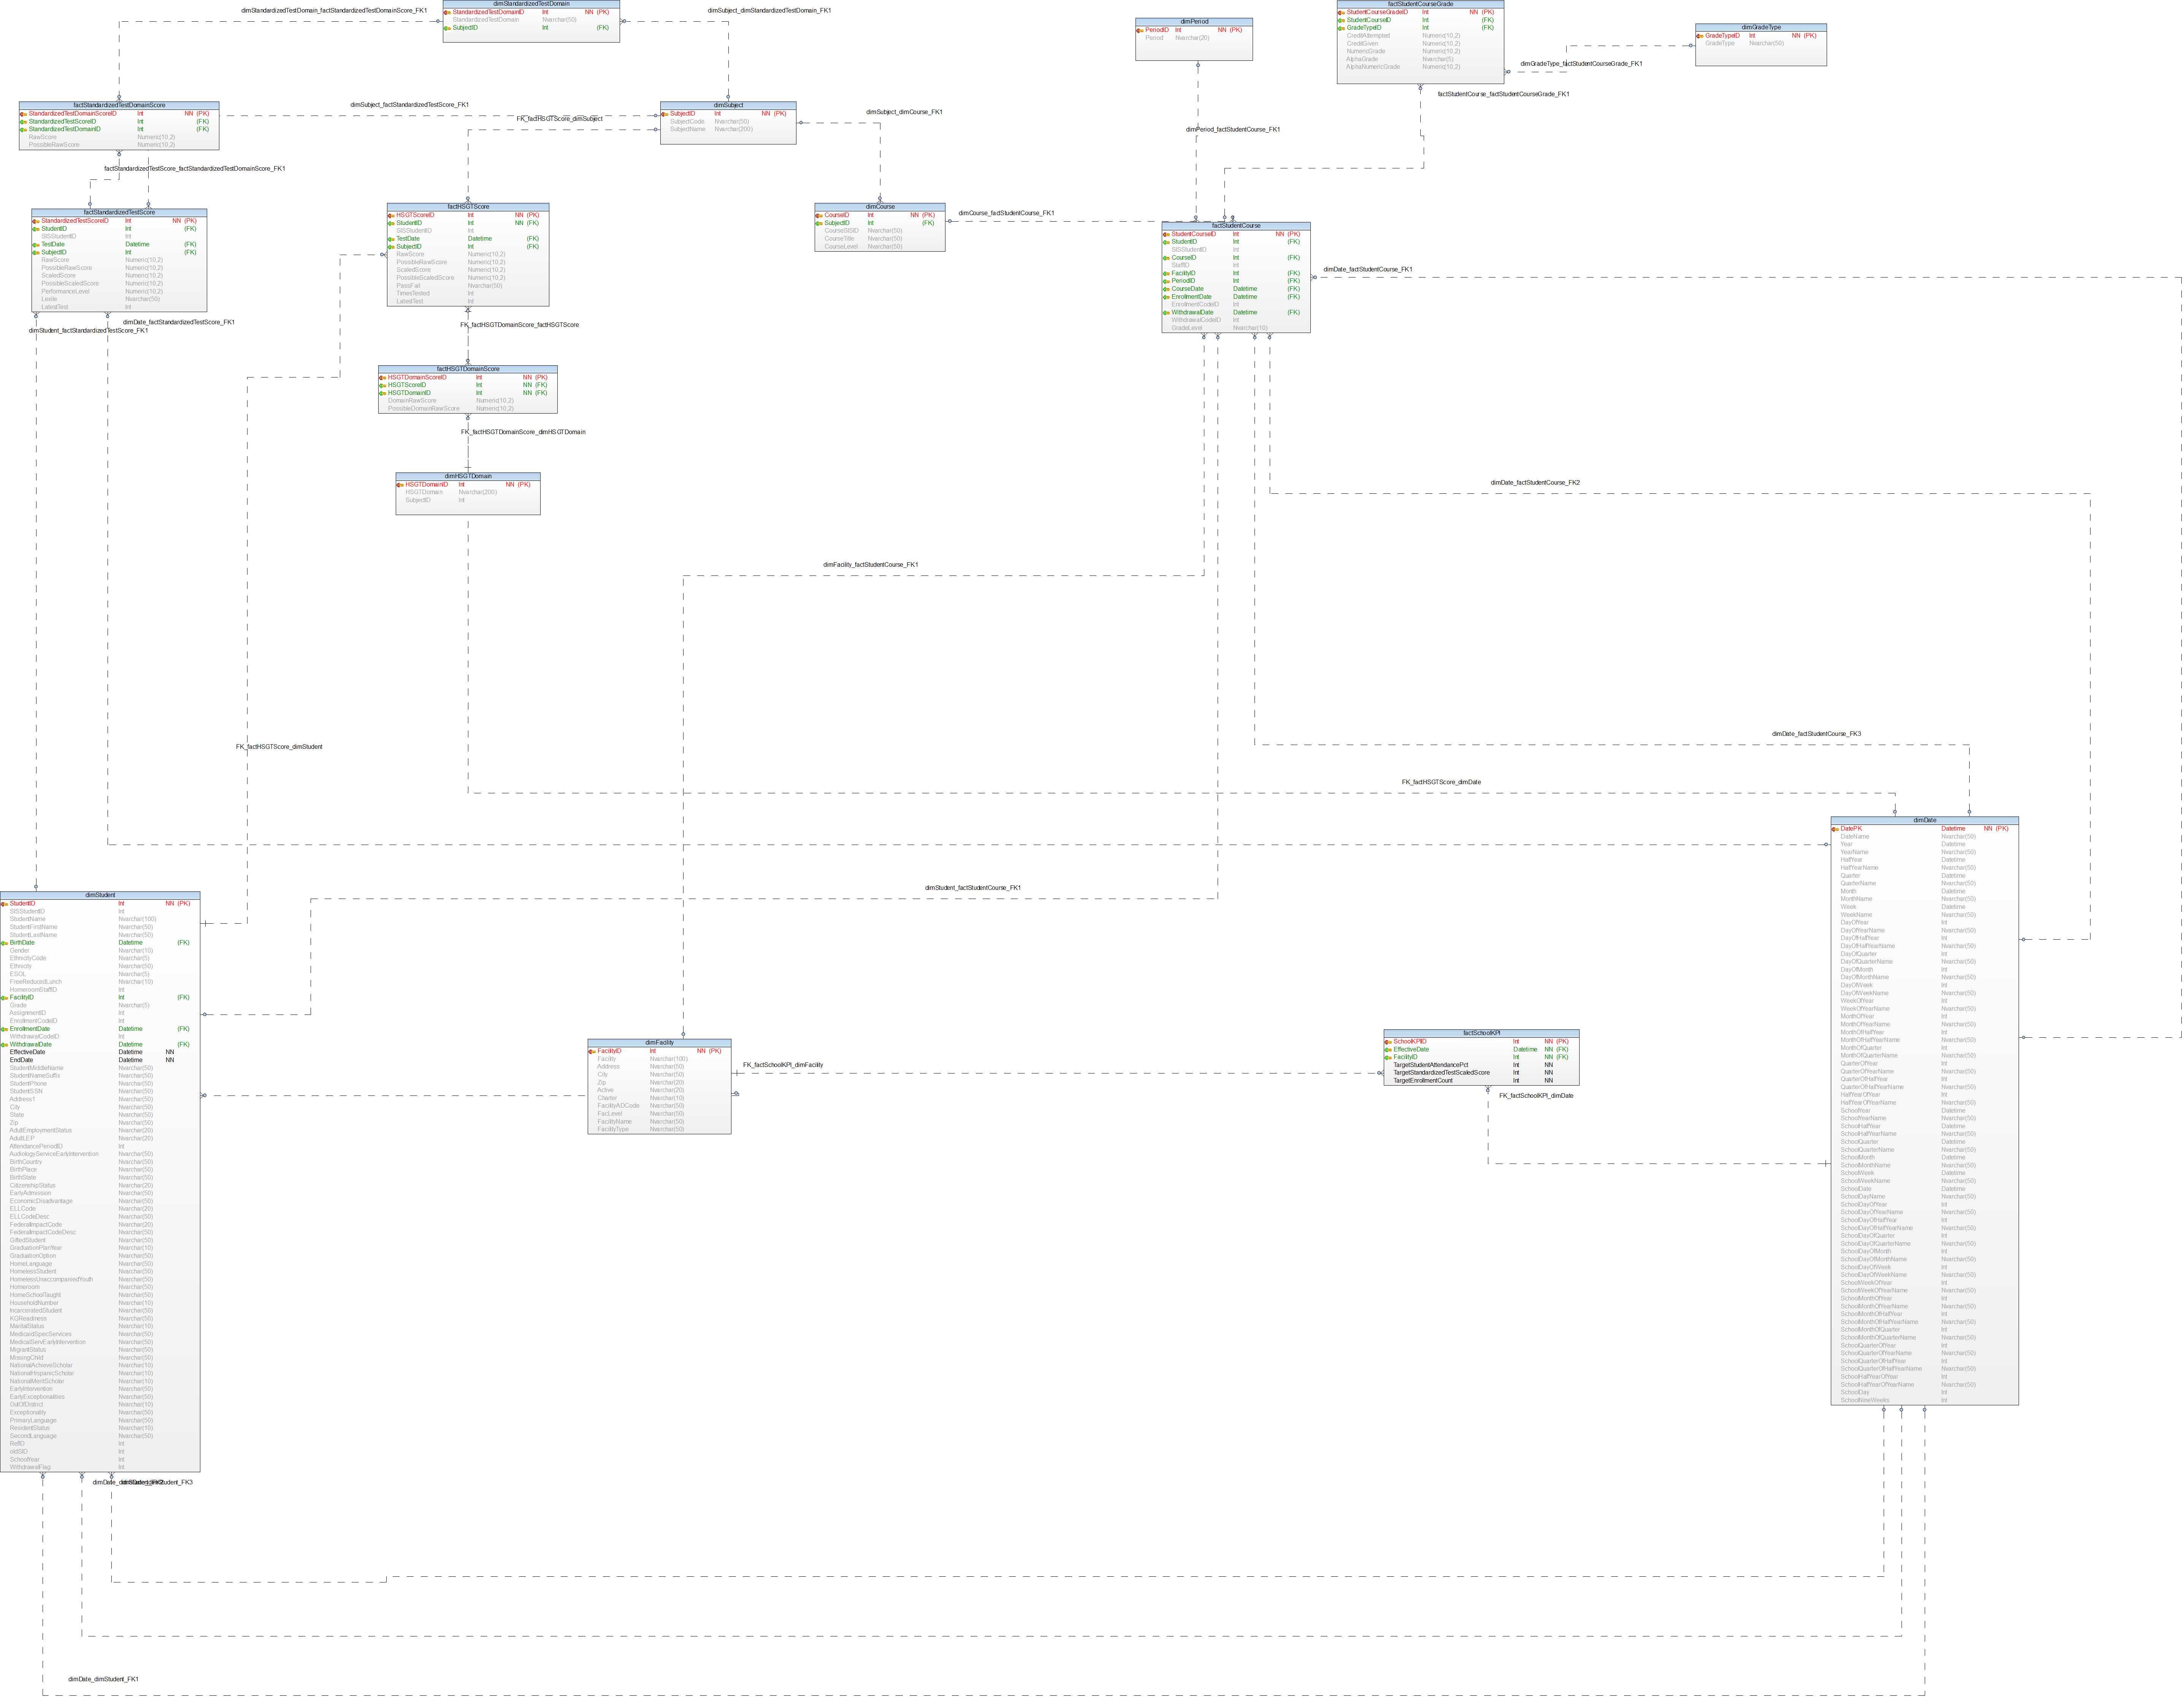 dimStandardizedTestDomain
StandardizedTestDomainID Int NN (PK)
StandardizedTestDomain Nvarchar(50)
SubjectID Int (FK)
dimStandardizedTestDomain_factStandardizedTestDomainScore_FK1
dimSubject_dimStandardizedTestDomain_FK1
dimPeriod
PeriodID Int NN (PK)
Period Nvarchar(20)
factStudentCourseGrade
StudentCourseGradeID Int NN (PK)
StudentCourseID Int (FK)
GradeTypeID Int (FK)
CreditAttempted Numeric(10,2)
CreditGiven Numeric(10,2)
NumericGrade Numeric(10,2)
AlphaGrade Nvarchar(5)
AlphaNumericGrade Numeric(10,2)
dimGradeType
GradeTypeID Int NN (PK)
GradeType Nvarchar(50)
dimGradeType_factStudentCourseGrade_FK1
factStudentCourse_factStudentCourseGrade_FK1
factStandardizedTestDomainScore
StandardizedTestDomainScoreID Int NN (PK)
StandardizedTestScoreID Int (FK)
StandardizedTestDomainID Int (FK)
RawScore Numeric(10,2)
PossibleRawScore Numeric(10,2)
dimSubject_factStandardizedTestScore_FK1
FK_factHSGTScore_dimSubject
dimSubject
SubjectID Int NN (PK)
SubjectCode Nvarchar(50)
SubjectName Nvarchar(200)
dimSubject_dimCourse_FK1
dimPeriod_factStudentCourse_FK1
factStandardizedTestScore_factStandardizedTestDomainScore_FK1
factStandardizedTestScore
StandardizedTestScoreID Int NN (PK)
StudentID Int (FK)
SISStudentID Int
TestDate Datetime (FK)
SubjectID Int (FK)
RawScore Numeric(10,2)
PossibleRawScore Numeric(10,2)
ScaledScore Numeric(10,2)
PossibleScaledScore Numeric(10,2)
PerformanceLevel Numeric(10,2)
Lexile Nvarchar(50)
LatestTest Int
dimDate_factStandardizedTestScore_FK1
dimStudent_factStandardizedTestScore_FK1
factHSGTScore
HSGTScoreID Int NN (PK)
StudentID Int NN (FK)
SISStudentID Int
TestDate Datetime (FK)
SubjectID Int (FK)
RawScore Numeric(10,2)
PossibleRawScore Numeric(10,2)
ScaledScore Numeric(10,2)
PossibleScaledScore Numeric(10,2)
PassFail Nvarchar(50)
TimesTested Int
LatestTest Int
FK_factHSGTDomainScore_factHSGTScore
dimCourse
CourseID Int NN (PK)
SubjectID Int (FK)
CourseSISID Nvarchar(50)
CourseTitle Nvarchar(50)
CourseLevel Nvarchar(50)
dimCourse_factStudentCourse_FK1
factStudentCourse
StudentCourseID Int NN (PK)
StudentID Int (FK)
SISStudentID Int
CourseID Int (FK)
StaffID Int
FacilityID Int (FK)
PeriodID Int (FK)
CourseDate Datetime (FK)
EnrollmentDate Datetime (FK)
EnrollmentCodeID Int
WithdrawalDate Datetime (FK)
WithdrawalCodeID Int
GradeLevel Nvarchar(10)
dimDate_factStudentCourse_FK1
factHSGTDomainScore
HSGTDomainScoreID Int NN (PK)
HSGTScoreID Int NN (FK)
HSGTDomainID Int NN (FK)
DomainRawScore Numeric(10,2)
PossibleDomainRawScore Numeric(10,2)
FK_factHSGTDomainScore_dimHSGTDomain
dimHSGTDomain
HSGTDomainID Int NN (PK)
HSGTDomain Nvarchar(200)
SubjectID Int
dimDate_factStudentCourse_FK2
dimFacility_factStudentCourse_FK1
dimDate_factStudentCourse_FK3
FK_factHSGTScore_dimStudent
FK_factHSGTScore_dimDate
dimStudent_factStudentCourse_FK1
dimStudent
StudentID Int NN (PK)
SISStudentID Int
StudentName Nvarchar(100)
StudentFirstName Nvarchar(50)
StudentLastName Nvarchar(50)
BirthDate Datetime (FK)
Gender Nvarchar(10)
EthnicityCode Nvarchar(5)
Ethnicity Nvarchar(50)
ESOL Nvarchar(5)
FreeReducedLunch Nvarchar(10)
HomeroomStaffID Int
FacilityID Int (FK)
Grade Nvarchar(5)
AssignmentID Int
EnrollmentCodeID Int
EnrollmentDate Datetime (FK)
WithdrawalCodeID Int
WithdrawalDate Datetime (FK)
EffectiveDate Datetime NN
EndDate Datetime NN
StudentMiddleName Nvarchar(50)
StudentNameSuffix Nvarchar(50)
StudentPhone Nvarchar(50)
StudentSSN Nvarchar(50)
Address1 Nvarchar(50)
City Nvarchar(50)
State Nvarchar(50)
Zip Nvarchar(50)
AdultEmploymentStatus Nvarchar(20)
AdultLEP Nvarchar(20)
AttendancePeriodID Int
AudiologyServiceEarlyIntervention Nvarchar(50)
BirthCountry Nvarchar(50)
BirthPlace Nvarchar(50)
BirthState Nvarchar(50)
CitizenshipStatus Nvarchar(20)
EarlyAdmission Nvarchar(50)
EconomicDisadvantage Nvarchar(50)
ELLCode Nvarchar(20)
ELLCodeDesc Nvarchar(50)
FederalImpactCode Nvarchar(20)
FederalImpactCodeDesc Nvarchar(50)
GiftedStudent Nvarchar(50)
GraduationPlanYear Nvarchar(10)
GraduationOption Nvarchar(50)
HomeLanguage Nvarchar(50)
HomelessStudent Nvarchar(50)
HomelessUnaccompaniedYouth Nvarchar(50)
Homeroom Nvarchar(50)
HomeSchoolTaught Nvarchar(50)
HouseholdNumber Nvarchar(10)
IncarceratedStudent Nvarchar(50)
KGReadiness Nvarchar(50)
MaritalStatus Nvarchar(10)
MedicaidSpecServices Nvarchar(50)
MedicalServEarlyIntervention Nvarchar(50)
MigrantStatus Nvarchar(50)
MissingChild Nvarchar(50)
NationalAchieveScholar Nvarchar(10)
NationalHispanicScholar Nvarchar(10)
NationalMeritScholar Nvarchar(10)
EarlyIntervention Nvarchar(50)
EarlyExceptionalities Nvarchar(50)
OutOfDistrict Nvarchar(10)
Exceptionality Nvarchar(50)
PrimaryLanguage Nvarchar(50)
ResidentStatus Nvarchar(10)
SecondLanguage Nvarchar(50)
RefID Int
oldSID Int
SchoolYear Int
WithdrawalFlag Int
dimFacility
FacilityID Int NN (PK)
Facility Nvarchar(100)
Address Nvarchar(50)
City Nvarchar(50)
Zip Nvarchar(20)
Active Nvarchar(20)
Charter Nvarchar(10)
FacilityADCode Nvarchar(50)
FacLevel Nvarchar(50)
FacilityName Nvarchar(50)
FacilityType Nvarchar(50)
FK_factSchoolKPI_dimFacility
factSchoolKPI
SchoolKPIID Int NN (PK)
EffectiveDate Datetime NN (FK)
FacilityID Int NN (FK)
TargetStudentAttendancePct Int NN
TargetStandardizedTestScaledScore Int NN
TargetEnrollmentCount Int NN
FK_factSchoolKPI_dimDate
dimDate
DatePK Datetime NN (PK)
DateName Nvarchar(50)
Year Datetime
YearName Nvarchar(50)
HalfYear Datetime
HalfYearName Nvarchar(50)
Quarter Datetime
QuarterName Nvarchar(50)
Month Datetime
MonthName Nvarchar(50)
Week Datetime
WeekName Nvarchar(50)
DayOfYear Int
DayOfYearName Nvarchar(50)
DayOfHalfYear Int
DayOfHalfYearName Nvarchar(50)
DayOfQuarter Int
DayOfQuarterName Nvarchar(50)
DayOfMonth Int
DayOfMonthName Nvarchar(50)
DayOfWeek Int
DayOfWeekName Nvarchar(50)
WeekOfYear Int
WeekOfYearName Nvarchar(50)
MonthOfYear Int
MonthOfYearName Nvarchar(50)
MonthOfHalfYear Int
MonthOfHalfYearName Nvarchar(50)
MonthOfQuarter Int
MonthOfQuarterName Nvarchar(50)
QuarterOfYear Int
QuarterOfYearName Nvarchar(50)
QuarterOfHalfYear Int
QuarterOfHalfYearName Nvarchar(50)
HalfYearOfYear Int
HalfYearOfYearName Nvarchar(50)
SchoolYear Datetime
SchoolYearName Nvarchar(50)
SchoolHalfYear Datetime
SchoolHalfYearName Nvarchar(50)
SchoolQuarter Datetime
SchoolQuarterName Nvarchar(50)
SchoolMonth Datetime
SchoolMonthName Nvarchar(50)
SchoolWeek Datetime
SchoolWeekName Nvarchar(50)
SchoolDate Datetime
SchoolDayName Nvarchar(50)
SchoolDayOfYear Int
SchoolDayOfYearName Nvarchar(50)
SchoolDayOfHalfYear Int
SchoolDayOfHalfYearName Nvarchar(50)
SchoolDayOfQuarter Int
SchoolDayOfQuarterName Nvarchar(50)
SchoolDayOfMonth Int
SchoolDayOfMonthName Nvarchar(50)
SchoolDayOfWeek Int
SchoolDayOfWeekName Nvarchar(50)
SchoolWeekOfYear Int
SchoolWeekOfYearName Nvarchar(50)
SchoolMonthOfYear Int
SchoolMonthOfYearName Nvarchar(50)
SchoolMonthOfHalfYear Int
SchoolMonthOfHalfYearName Nvarchar(50)
SchoolMonthOfQuarter Int
SchoolMonthOfQuarterName Nvarchar(50)
SchoolQuarterOfYear Int
SchoolQuarterOfYearName Nvarchar(50)
SchoolQuarterOfHalfYear Int
SchoolQuarterOfHalfYearName Nvarchar(50)
SchoolHalfYearOfYear Int
SchoolHalfYearOfYearName Nvarchar(50)
SchoolDay Int
SchoolNineWeeks Int
dimDate_dimStudent_FK1